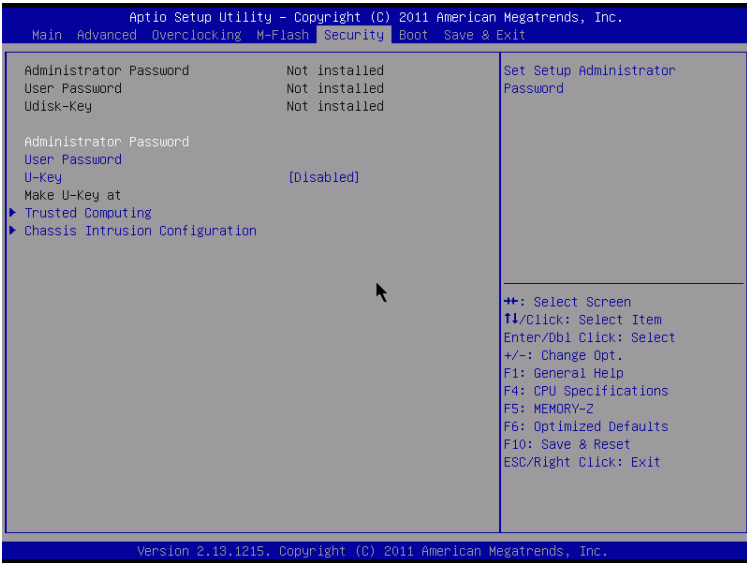 Aptio Setup Utility – Copyright (C) 2011 American Megatrends, Inc.
Main Advanced Overclocking M-Flash Security Boot Save & Exit
Administrator Password Not installed
User Password Not installed
Udisk-Key Not installed
Administrator Password
User Password
U-Key [Disabled]
Make U-Key at
Trusted Computing
Chassis Intrusion Configuration
Set Setup Administrator
Password
→←: Select Screen
↑↓/Click: Select Item
Enter/Dbl Click: Select
+/-: Change Opt.
F1: General Help
F4: CPU Specifications
F5: MEMORY-Z
F6: Optimized Defaults
F10: Save & Reset
ESC/Right Click: Exit
Version 2.13.1215. Copyright (C) 2011 American Megatrends, Inc.